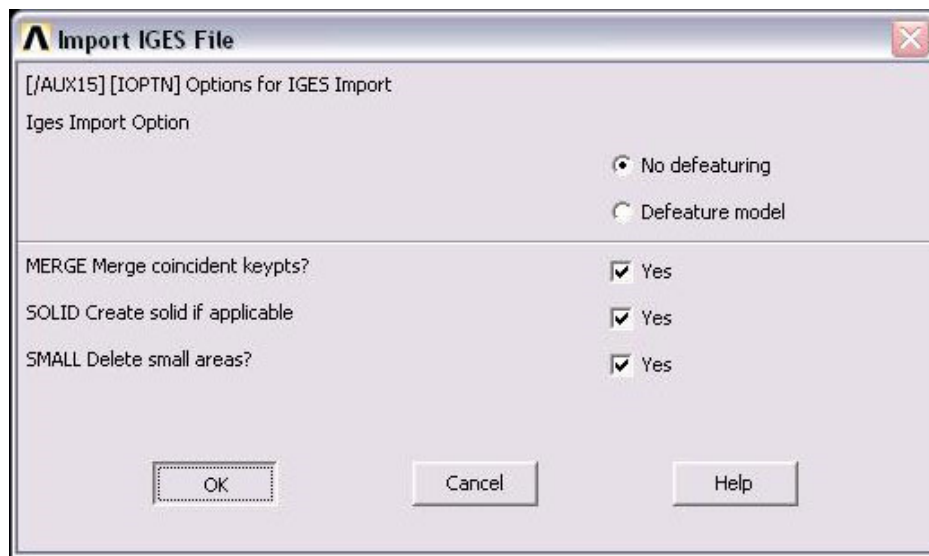 Import IGES File
[/AUX15] [IOPTN] Options for IGES Import
Iges Import Option
No defeaturing
Defeature model
MERGE Merge coincident keypts? Yes
SOLID Create solid if applicable Yes
SMALL Delete small areas? Yes
OK Cancel Help